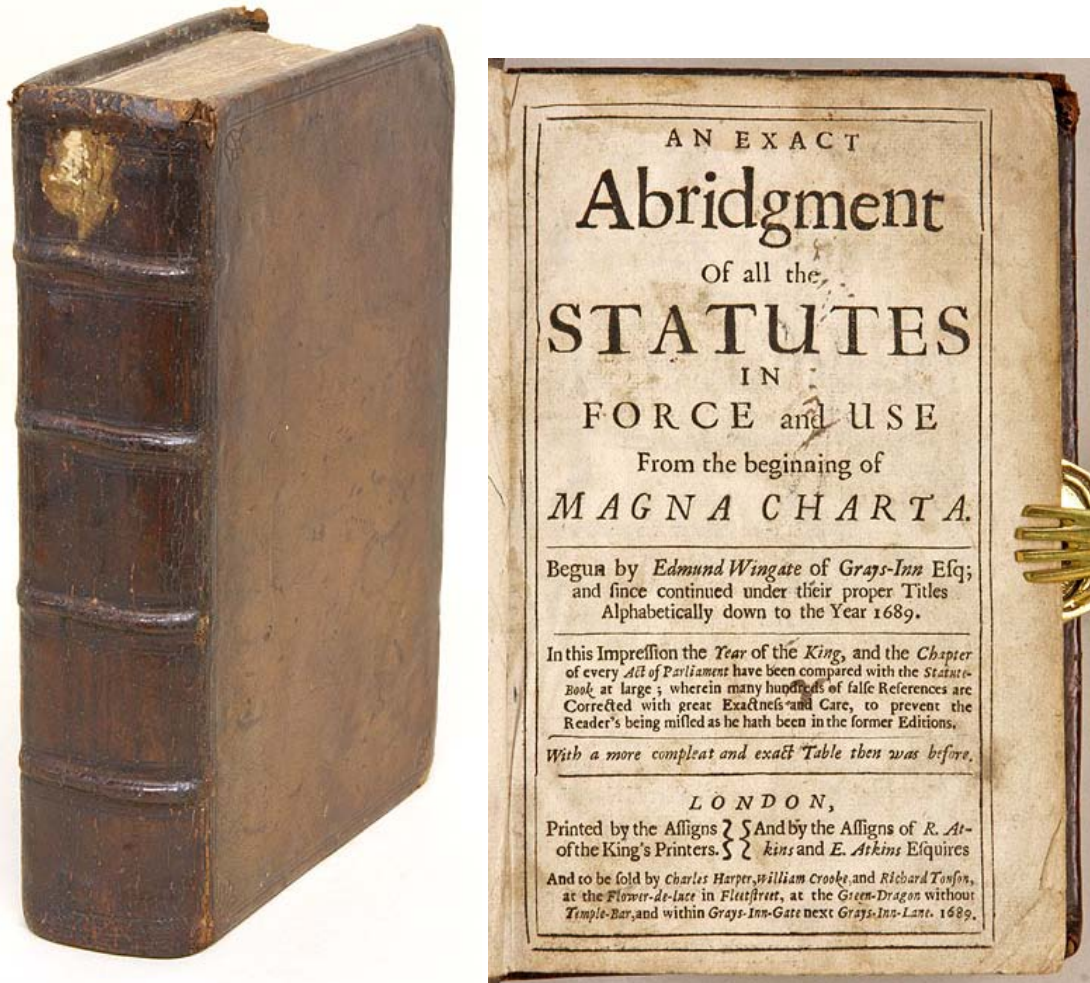 AN EXACT
Abridgment
Of all the
STATUTES
IN
FORCE and USE
From the beginning of
MAGNA CHARTA.
Begun by Edmund Wingate of Grays-Inn Eſq;
and ſince continued under their proper Titles
Alphabetically down to the Year 1689.
In this Impreſſion the Year of the King, and the Chapter
of every Act of Parliament have been compared with the Statute-
Book at large ; wherein many hundreds of falſe References are
Corrected with great Exactneſs and Care, to prevent the
Reader's being miſled as he hath been in the former Editions.
With a more compleat and exact Table then was before.
LONDON,
Printed by the Aſſigns } { And by the Aſſigns of R. At-
of the King's Printers. } { kins and E. Atkins Eſquires
And to be ſold by Charles Harper, William Crooke, and Richard Tonſon,
at the Flower-de-luce in Fleetſtreet, at the Green-Dragon without
Temple-Bar, and within Grays-Inn-Gate next Grays-Inn-Lane. 1689.